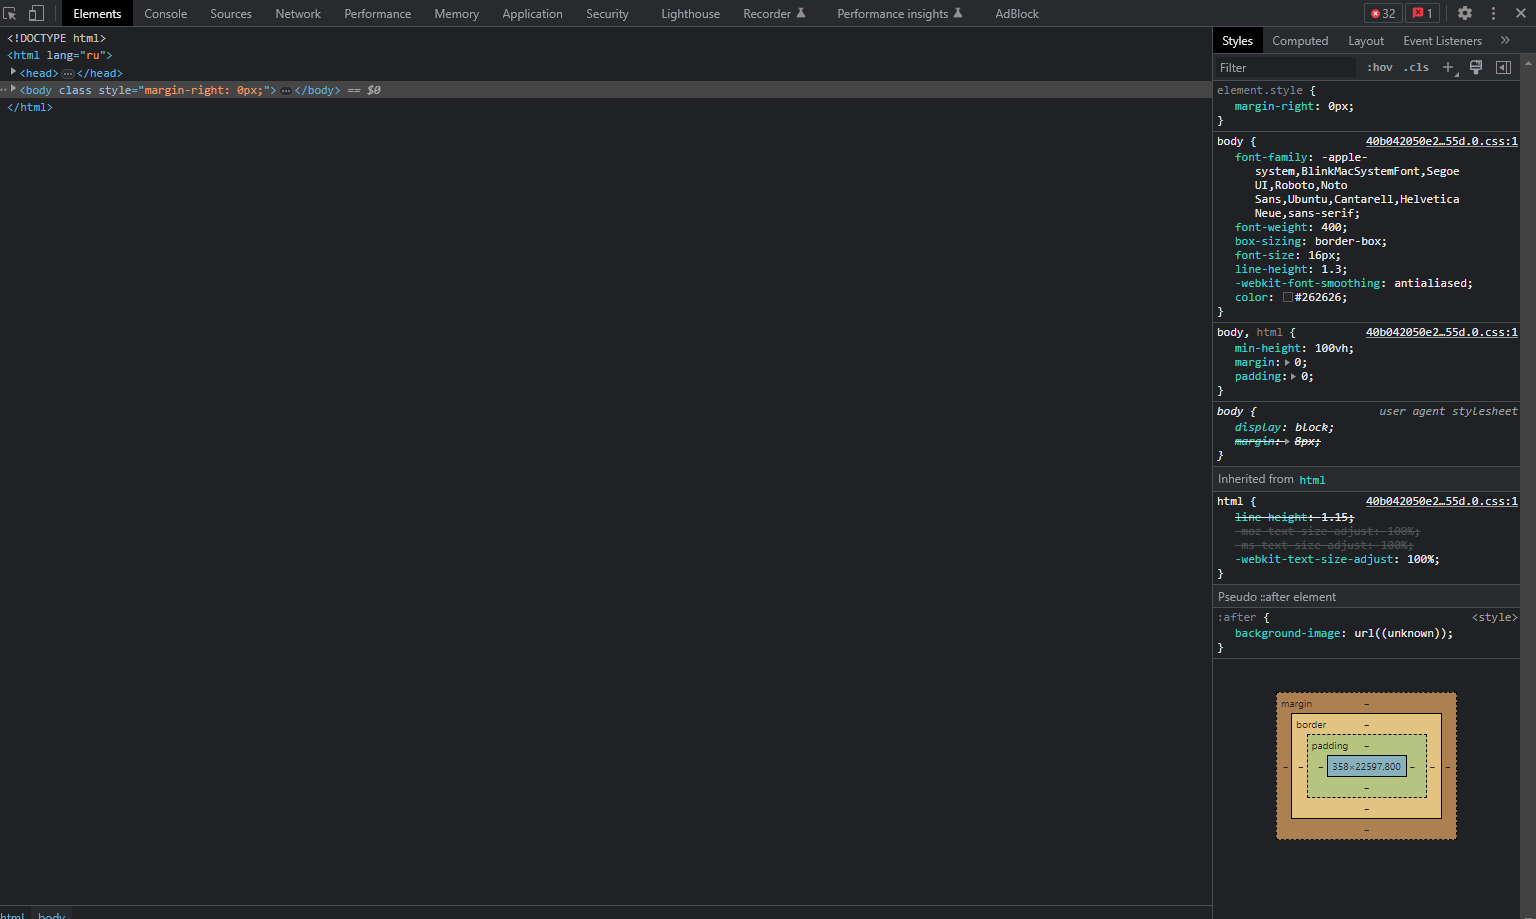 Elements Console Sources Network Performance Memory Application Security Lighthouse Recorder Performance insights AdBlock 32 1
<!DOCTYPE html>
<html lang="ru">
<head>…</head>
<body class style="margin-right: 0px;">…</body> == $0
</html>
html body
Styles Computed Layout Event Listeners »
Filter :hov .cls +
element.style {
margin-right: 0px;
}
body { 40b042050e2…55d.0.css:1
font-family: -apple-
system,BlinkMacSystemFont,Segoe
UI,Roboto,Noto
Sans,Ubuntu,Cantarell,Helvetica
Neue,sans-serif;
font-weight: 400;
box-sizing: border-box;
font-size: 16px;
line-height: 1.3;
-webkit-font-smoothing: antialiased;
color: #262626;
}
body, html { 40b042050e2…55d.0.css:1
min-height: 100vh;
margin: 0;
padding: 0;
}
body { user agent stylesheet
display: block;
margin: 8px;
}
Inherited from html
html { 40b042050e2…55d.0.css:1
line-height: 1.15;
-moz-text-size-adjust: 100%;
-ms-text-size-adjust: 100%;
-webkit-text-size-adjust: 100%;
}
Pseudo ::after element
:after { <style>
background-image: url((unknown));
}
margin –
border –
padding –
– – – 358×22597.800 – – –
–
–
–